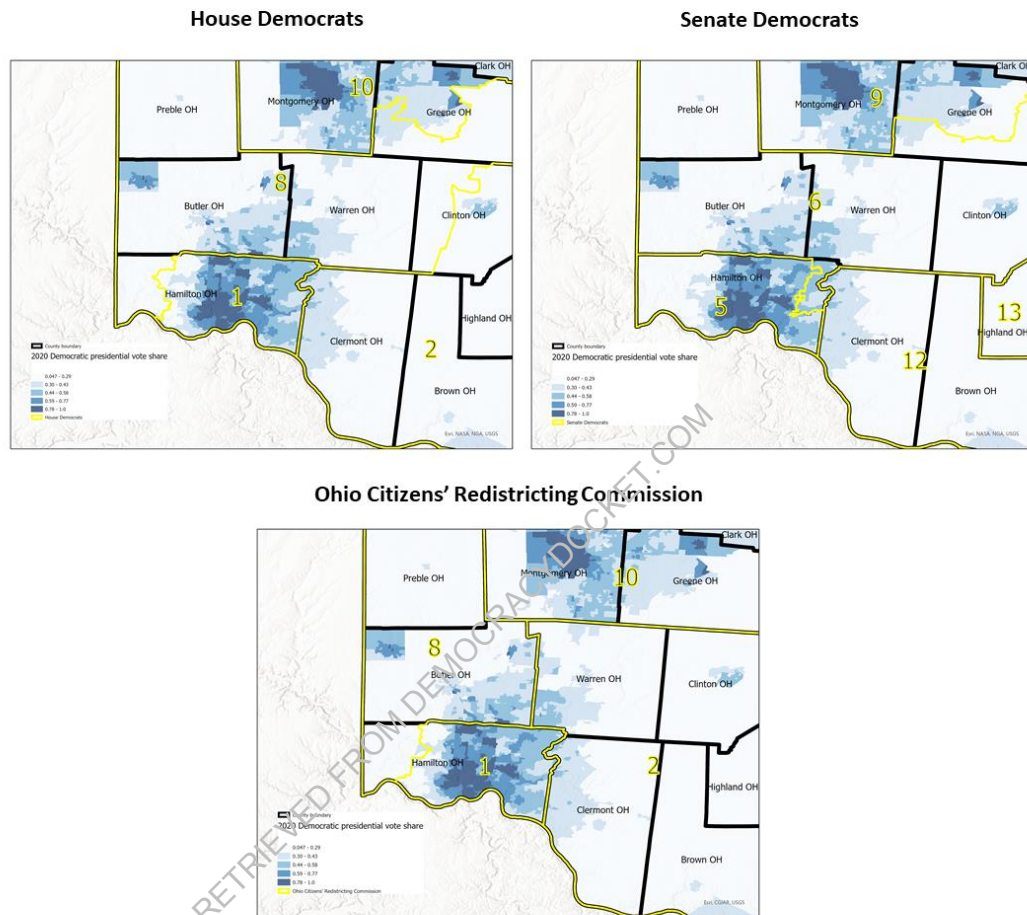 House Democrats
Clark OH
10
Preble OH
Montgomery OH
Greene OH
8
Butler OH
Warren OH
Clinton OH
Hamilton OH
1
Highland OH
Clermont OH
2
Brown OH
County boundary
2020 Democratic presidential vote share
0.047 - 0.29
0.30 - 0.43
0.44 - 0.58
0.59 - 0.77
0.78 - 1.0
House Democrats
Esri, NASA, NGA, USGS
Senate Democrats
Clark OH
9
Preble OH
Montgomery OH
Greene OH
6
Butler OH
Warren OH
Clinton OH
Hamilton OH
5
13
Highland OH
Clermont OH
12
Brown OH
County boundary
2020 Democratic presidential vote share
0.047 - 0.29
0.30 - 0.43
0.44 - 0.58
0.59 - 0.77
0.78 - 1.0
Senate Democrats
Esri, NASA, NGA, USGS
Ohio Citizens' Redistricting Commission
Clark OH
Preble OH
Montgomery OH
10
Greene OH
8
Butler OH
Warren OH
Clinton OH
Hamilton OH
1
2
Highland OH
Clermont OH
Brown OH
County boundary
2020 Democratic presidential vote share
0.047 - 0.29
0.30 - 0.43
0.44 - 0.58
0.59 - 0.77
0.78 - 1.0
Ohio Citizens' Redistricting Commission
Esri, CGIAR, USGS
RETRIEVED FROM DEMOCRACYDOCKET.COM